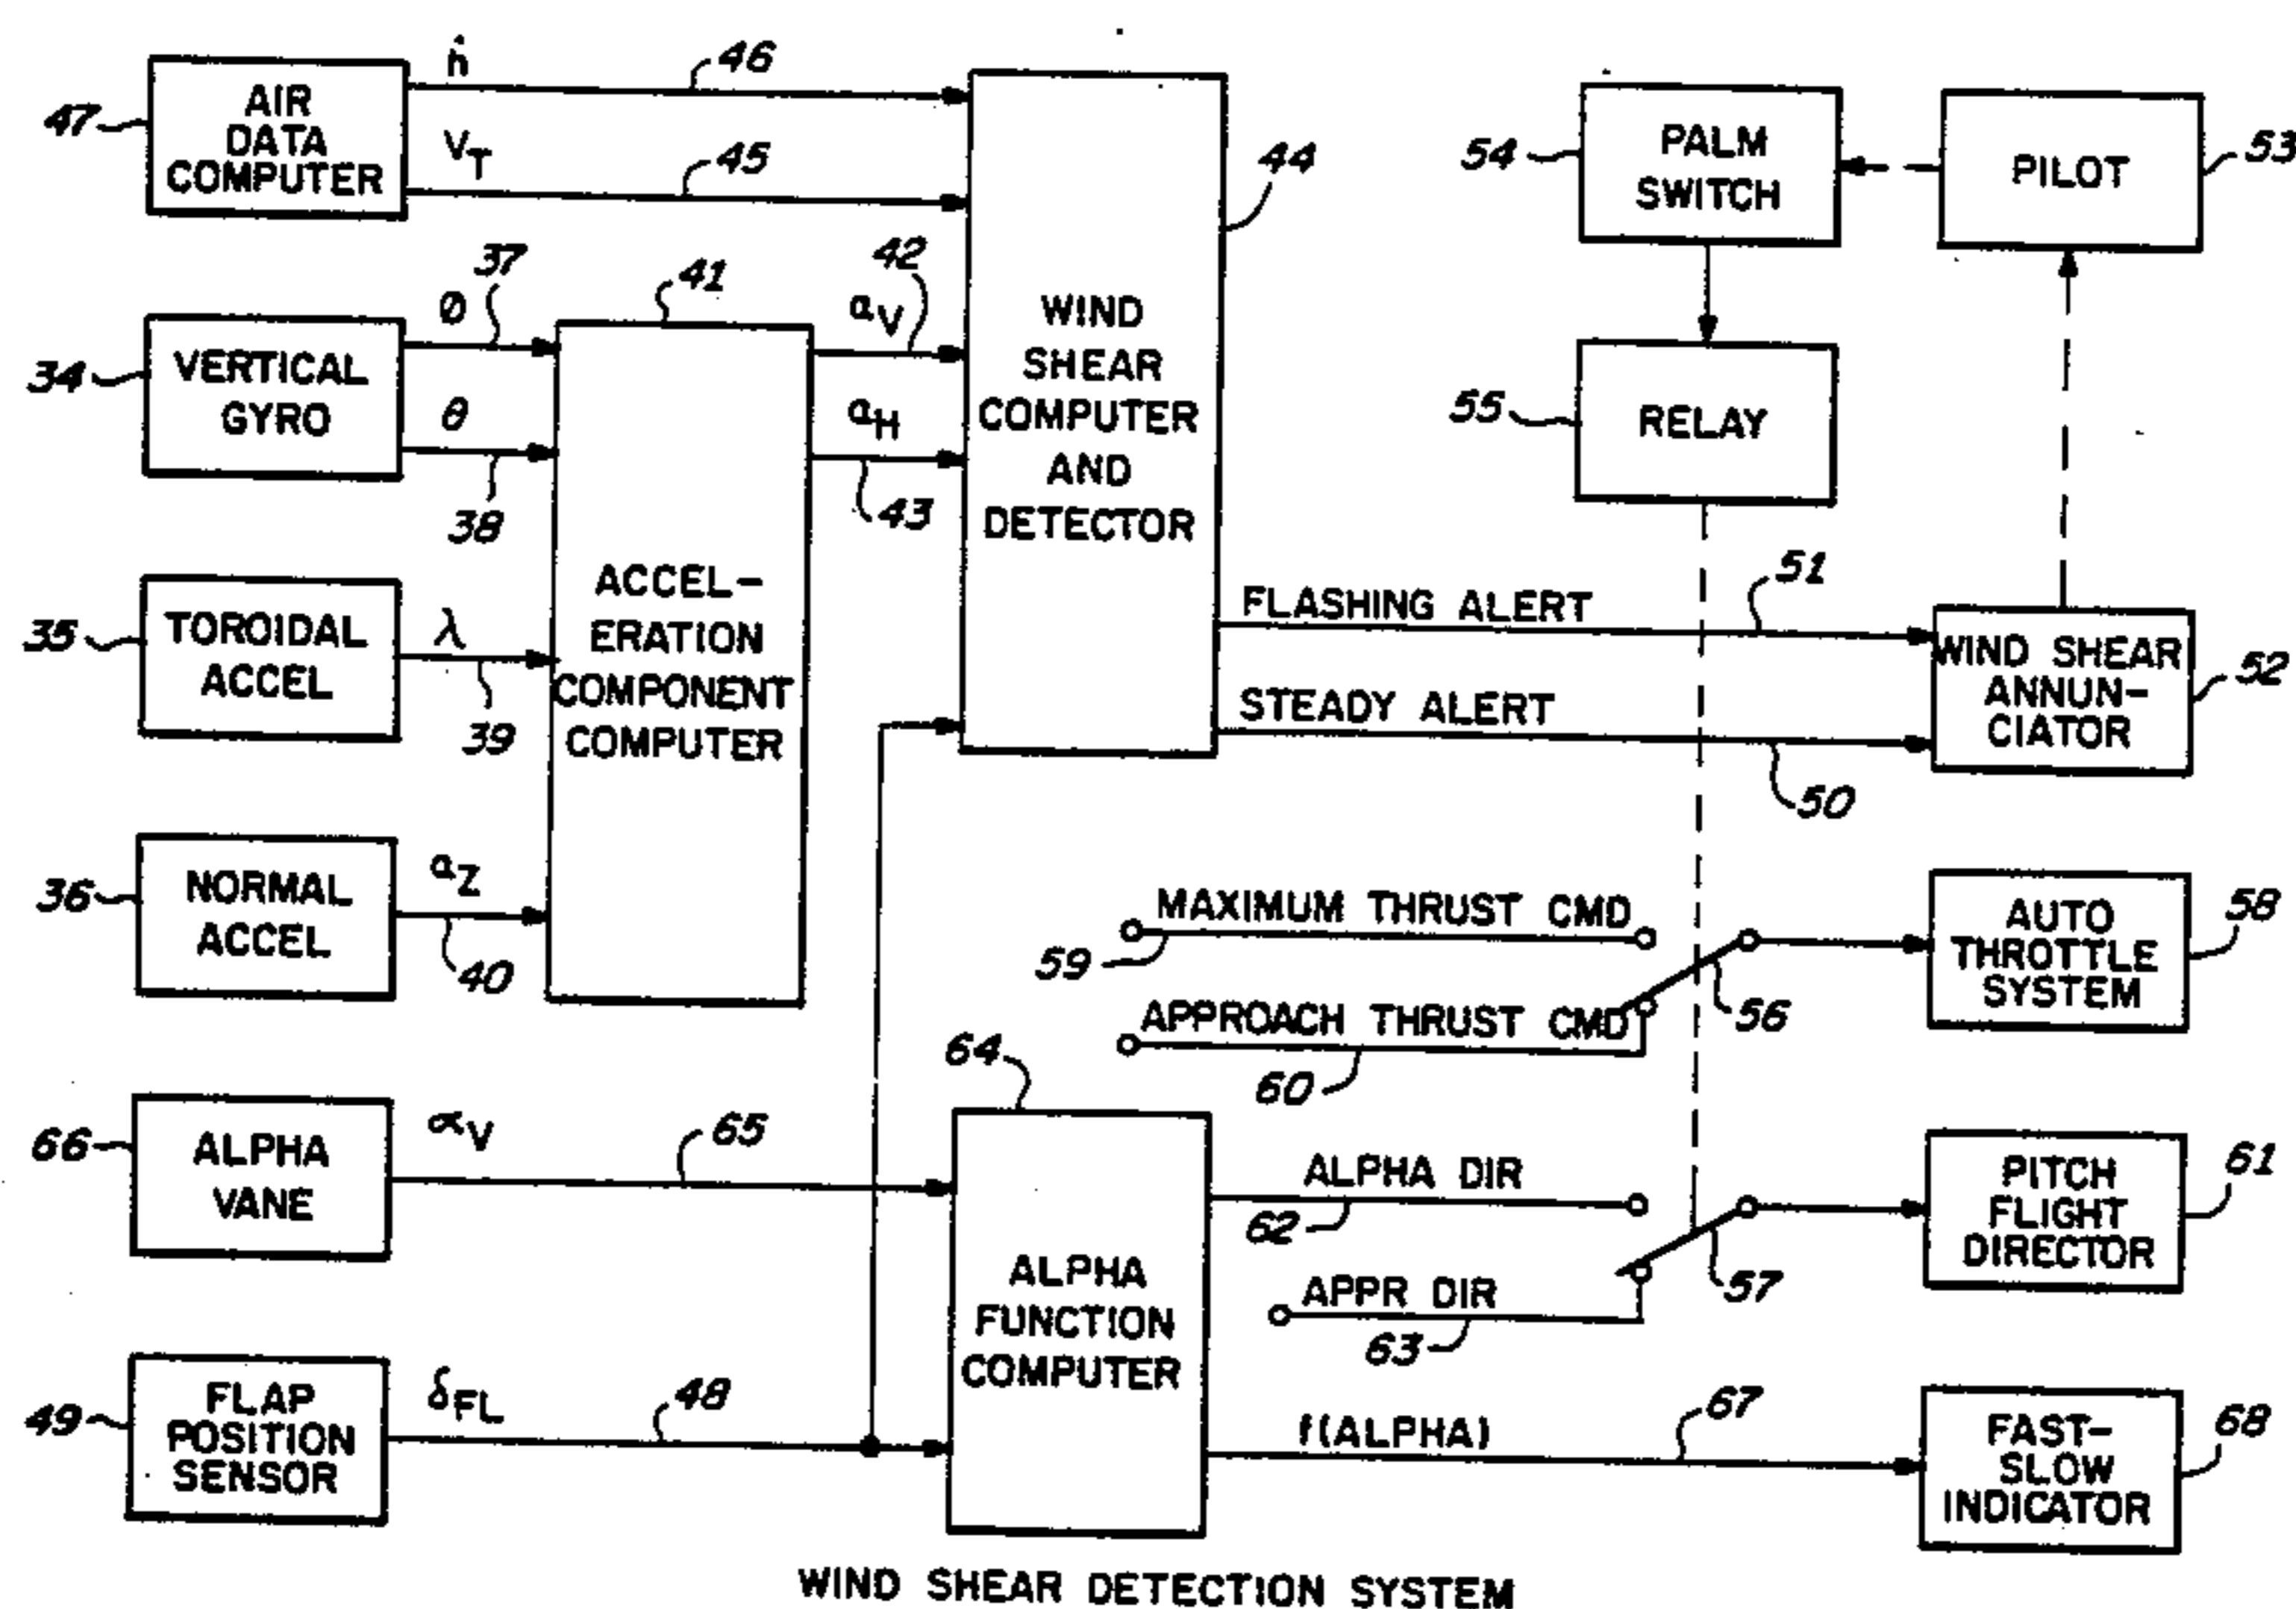 47
AIR
DATA
COMPUTER
ḣ
46
V_T
45
44
34
VERTICAL
GYRO
Ø
37
θ
38
41
ACCEL-
ERATION
COMPONENT
COMPUTER
a_V
42
a_H
43
WIND
SHEAR
COMPUTER
AND
DETECTOR
35
TOROIDAL
ACCEL
λ
39
36
NORMAL
ACCEL
a_Z
40
54
PALM
SWITCH
PILOT
53
55
RELAY
FLASHING ALERT
51
STEADY ALERT
50
WIND SHEAR
ANNUN-
CIATOR
52
MAXIMUM THRUST CMD
59
APPROACH THRUST CMD
60
56
AUTO
THROTTLE
SYSTEM
58
66
ALPHA
VANE
α_V
65
64
ALPHA
FUNCTION
COMPUTER
ALPHA DIR
62
APPR DIR
63
57
PITCH
FLIGHT
DIRECTOR
61
49
FLAP
POSITION
SENSOR
δ_FL
48
f(ALPHA)
67
FAST-
SLOW
INDICATOR
68
WIND SHEAR DETECTION SYSTEM